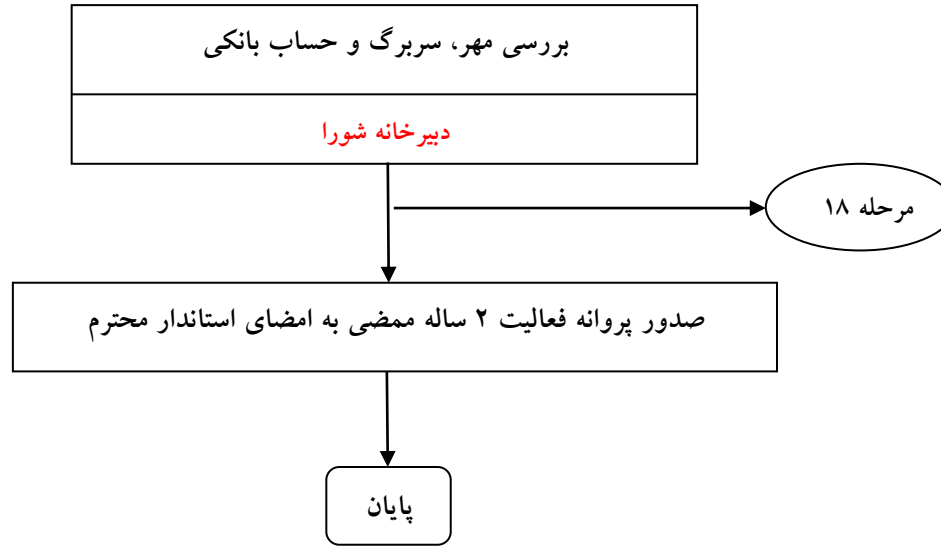 بررسی مهر، سربرگ و حساب بانکی
دبیرخانه شورا
مرحله ۱۸
صدور پروانه فعالیت ۲ ساله ممضی به امضای استاندار محترم
پایان